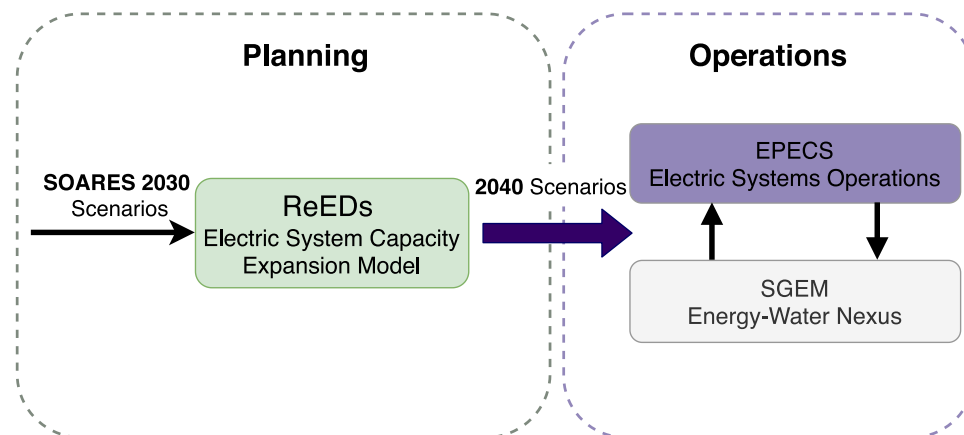 Planning
Operations
SOARES 2030
Scenarios
ReEDs
Electric System Capacity
Expansion Model
2040 Scenarios
EPECS
Electric Systems Operations
SGEM
Energy-Water Nexus